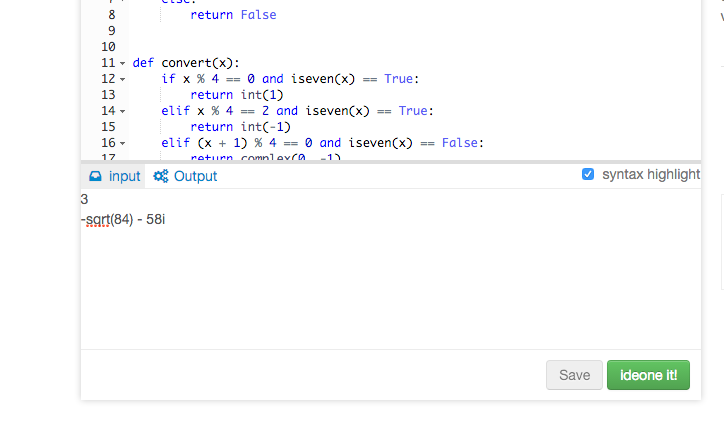 else:
8 return False
9
10
11 def convert(x):
12 if x % 4 == 0 and iseven(x) == True:
13 return int(1)
14 elif x % 4 == 2 and iseven(x) == True:
15 return int(-1)
16 elif (x + 1) % 4 == 0 and iseven(x) == False:
17 return complex(0, -1)
input Output syntax highlight
3
-sqrt(84) - 58i
Save ideone it!